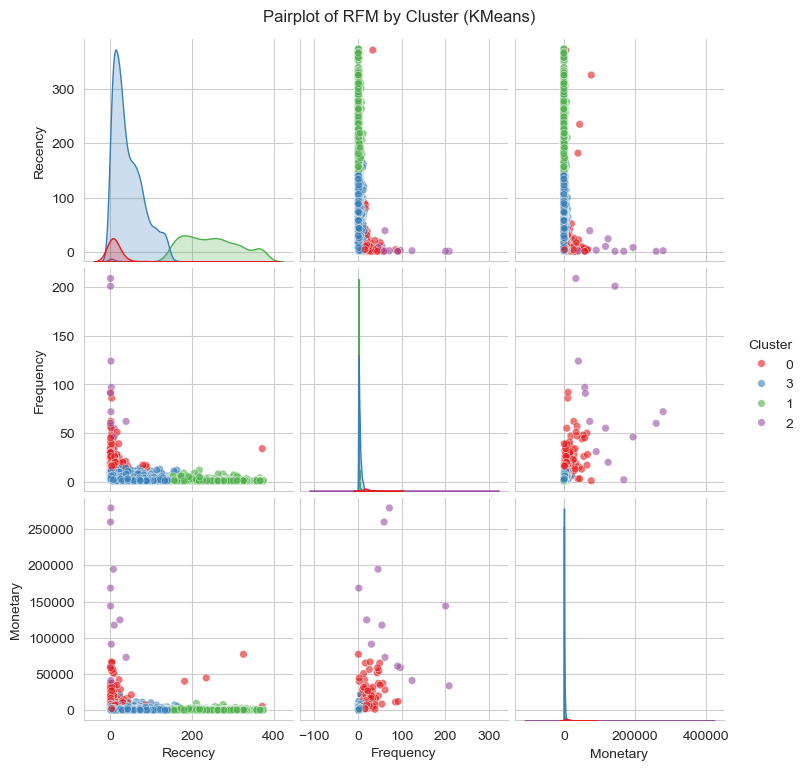 Pairplot of RFM by Cluster (KMeans)
300
200
100
0
Recency
200
150
100
50
0
Frequency
Cluster
0
3
1
2
250000
200000
150000
100000
50000
0
Monetary
0 200 400
Recency
-100 0 100 200 300
Frequency
0 200000 400000
Monetary